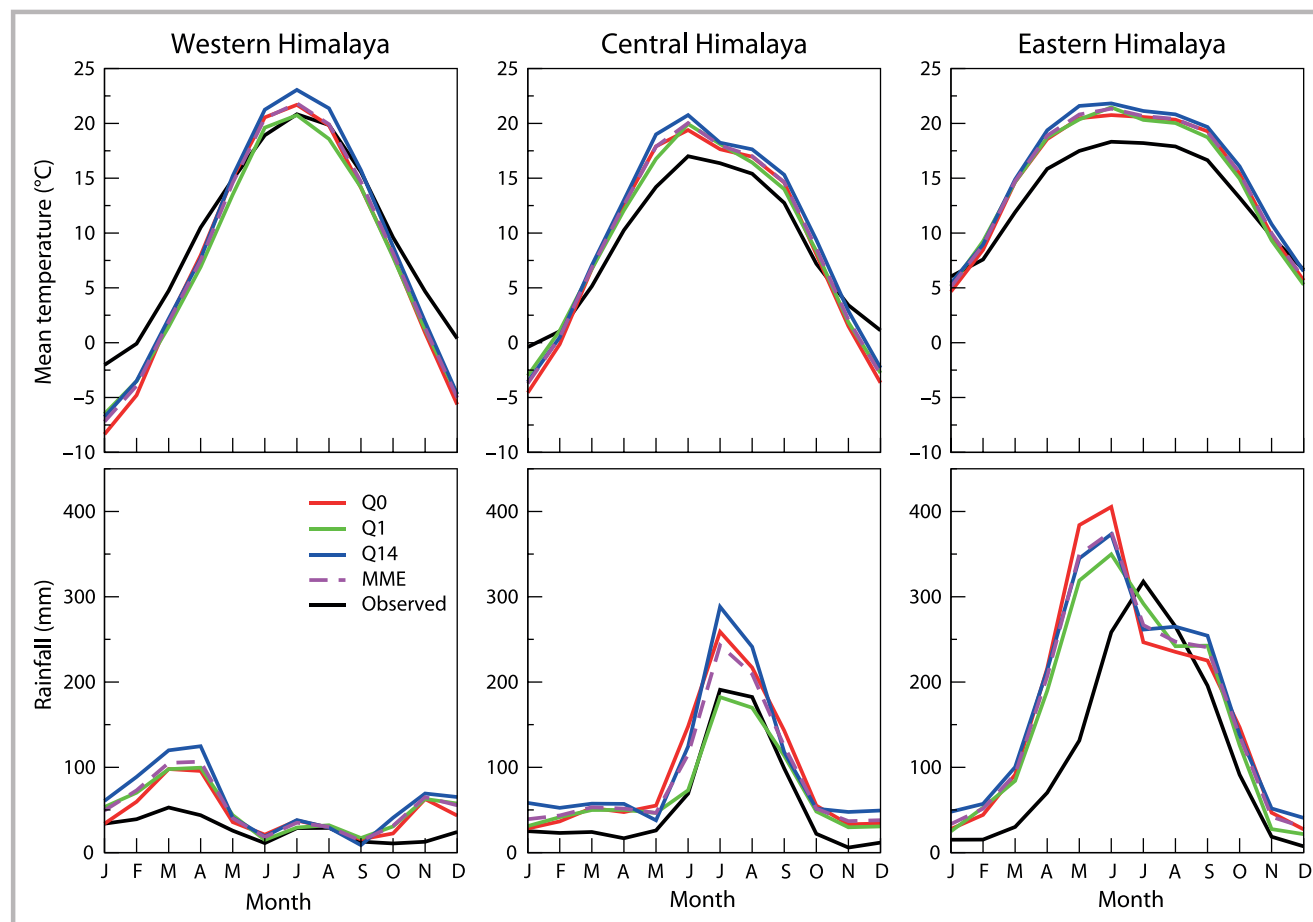 Western Himalaya
Central Himalaya
Eastern Himalaya
Mean temperature (°C)
25
20
15
10
5
0
−5
−10
25
20
15
10
5
0
−5
−10
25
20
15
10
5
0
−5
−10
Rainfall (mm)
400
300
200
100
0
Q0
Q1
Q14
MME
Observed
400
300
200
100
0
400
300
200
100
0
J F M A M J J A S O N D
J F M A M J J A S O N D
J F M A M J J A S O N D
Month
Month
Month